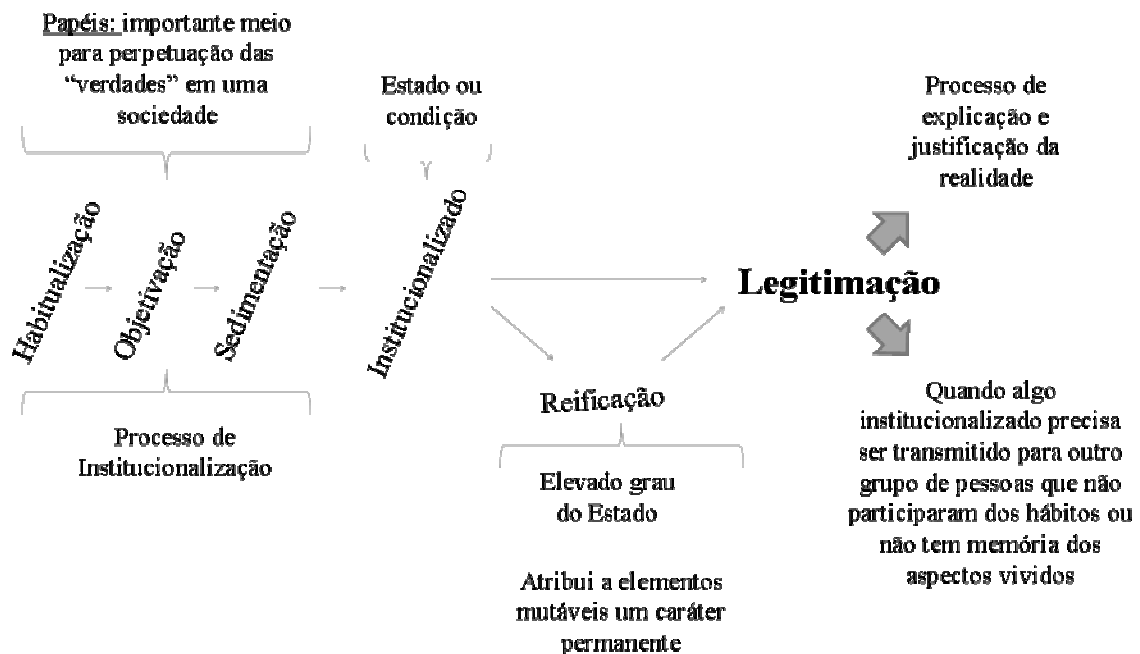 Papéis: importante meio
para perpetuação das
“verdades” em uma
sociedade
Estado ou
condição
Processo de
explicação e
justificação da
realidade
Habitualização
Objetivação
Sedimentação
Institucionalizado
Legitimação
Processo de
Institucionalização
Reificação
Elevado grau
do Estado
Atribui a elementos
mutáveis um caráter
permanente
Quando algo
institucionalizado precisa
ser transmitido para outro
grupo de pessoas que não
participaram dos hábitos ou
não tem memória dos
aspectos vividos